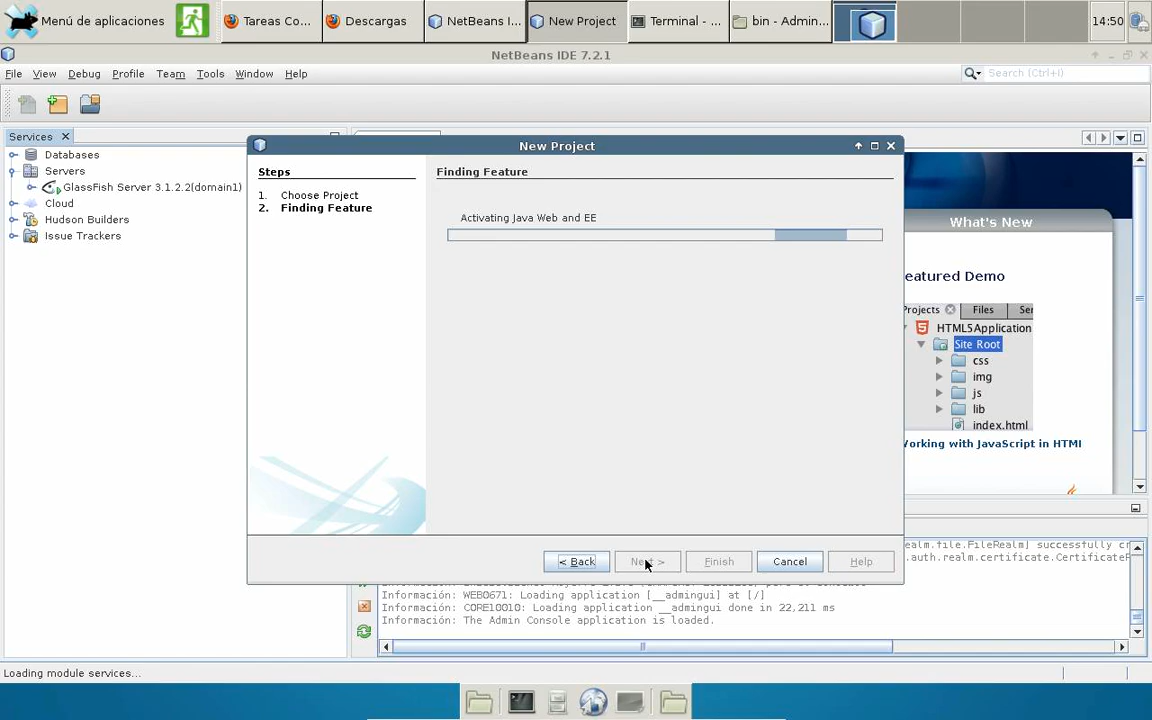 Menú de aplicaciones
Tareas Co...
Descargas
NetBeans I...
New Project
Terminal - ...
bin - Admin...
14:50
NetBeans IDE 7.2.1
File View Debug Profile Team Tools Window Help
Search (Ctrl+I)
Services
Databases
Servers
GlassFish Server 3.1.2.2(domain1)
Cloud
Hudson Builders
Issue Trackers
New Project
Steps
1. Choose Project
2. Finding Feature
Finding Feature
Activating Java Web and EE
< Back
Next >
Finish
Cancel
Help
What's New
eatured Demo
Projects
Files
Ser
HTML5Application
Site Root
css
img
js
lib
index.html
Working with JavaScript in HTMl
ealm.file.FileRealm] successfully cr
.auth.realm.certificate.CertificateF
Información: WEB0671: Loading application [__admingui] at [/]
Información: CORE10010: Loading application __admingui done in 22,211 ms
Información: The Admin Console application is loaded.
Loading module services...